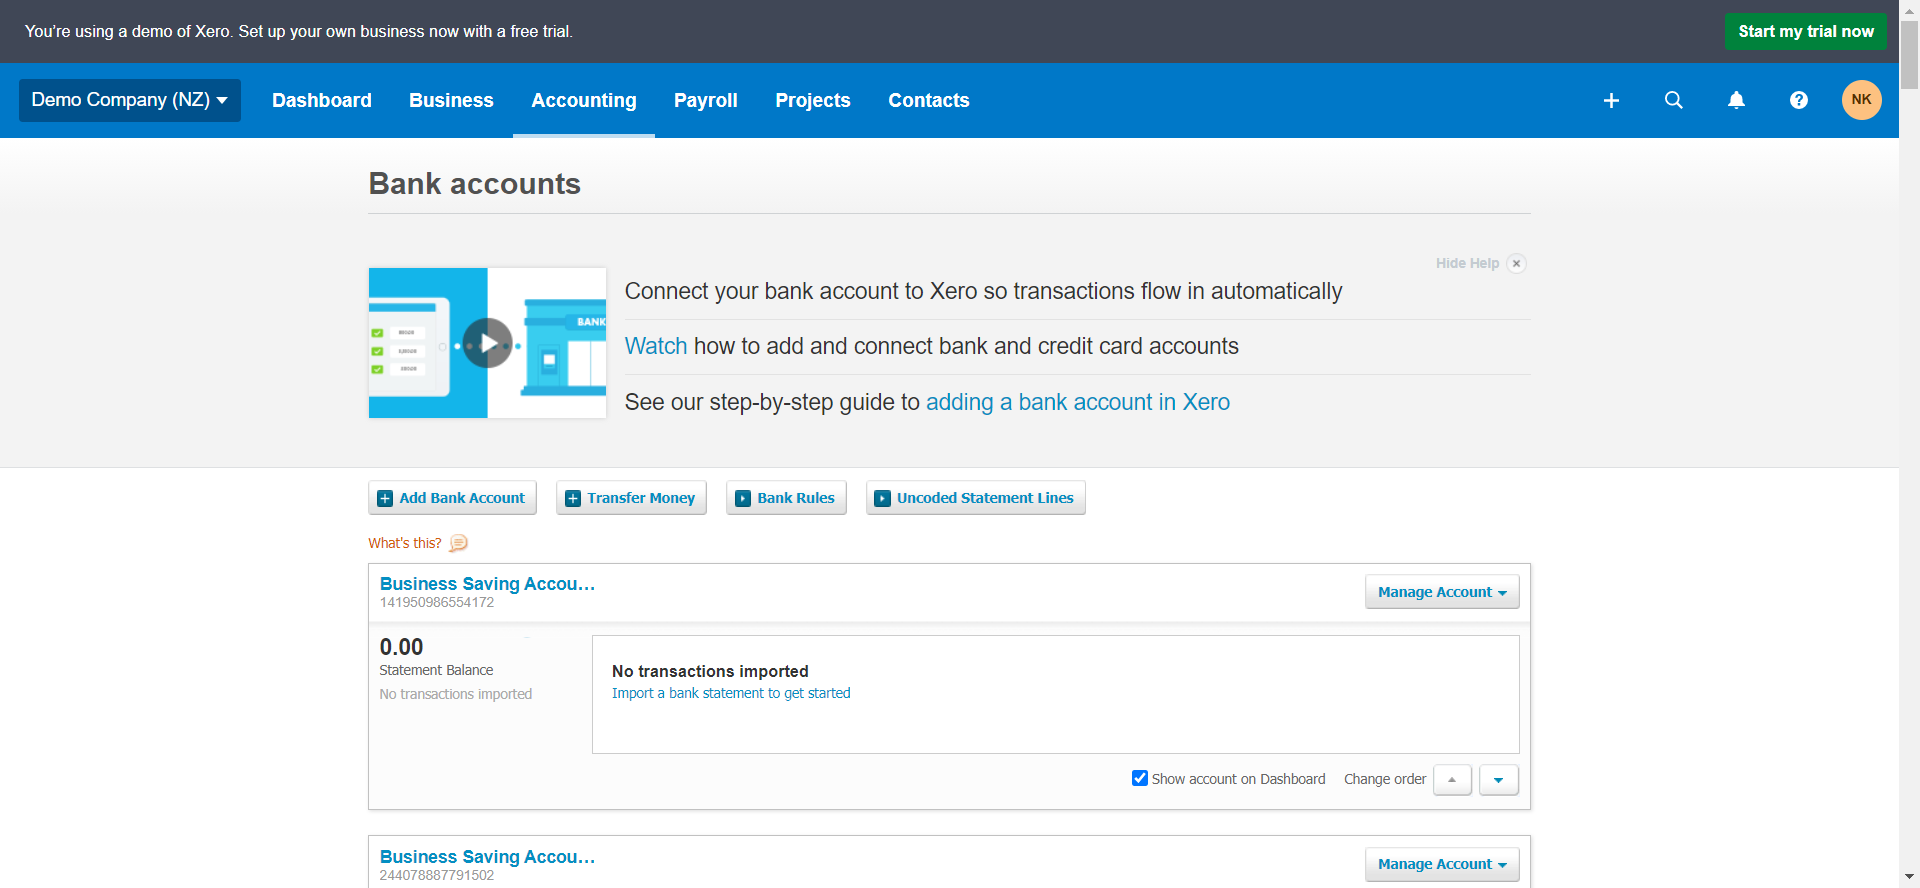 You're using a demo of Xero. Set up your own business now with a free trial.
Start my trial now
Demo Company (NZ)
Dashboard
Business
Accounting
Payroll
Projects
Contacts
NK
Bank accounts
Hide Help
BANK
Connect your bank account to Xero so transactions flow in automatically
Watch how to add and connect bank and credit card accounts
See our step-by-step guide to adding a bank account in Xero
Add Bank Account
Transfer Money
Bank Rules
Uncoded Statement Lines
What's this?
Business Saving Accou...
141950986554172
Manage Account
0.00
Statement Balance
No transactions imported
No transactions imported
Import a bank statement to get started
Show account on Dashboard
Change order
Business Saving Accou...
244078887791502
Manage Account